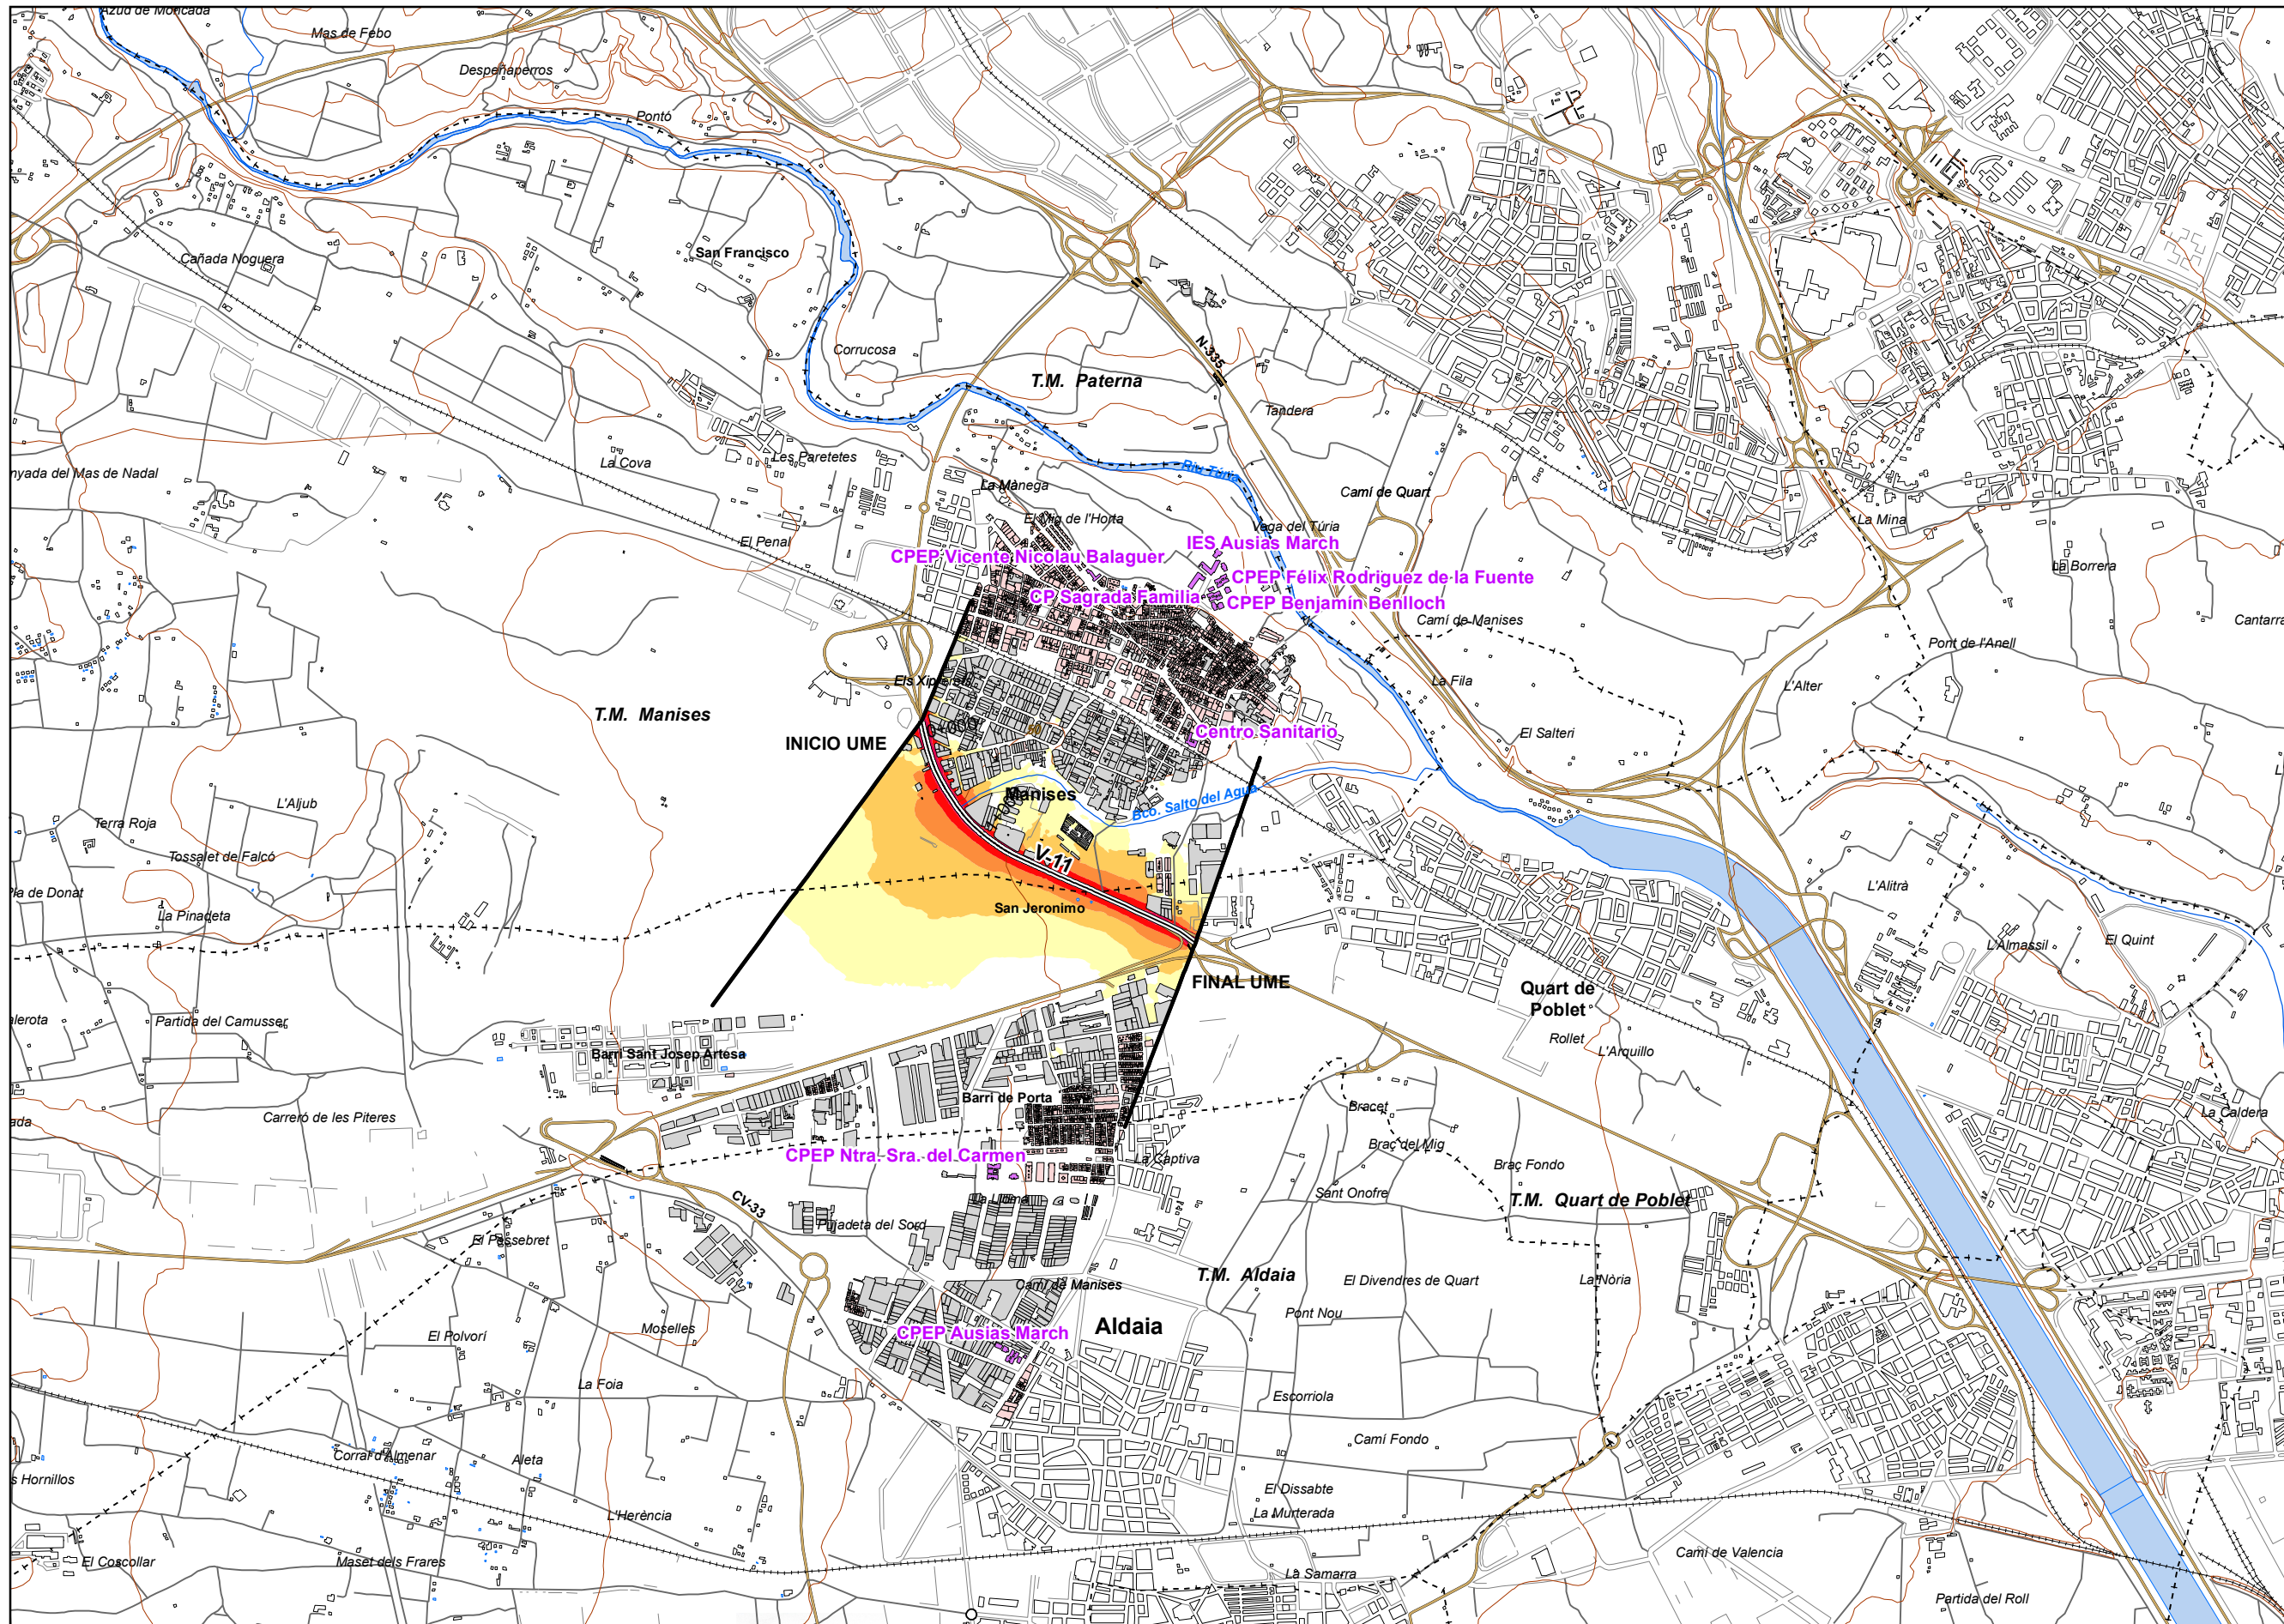 Azud de Moncada
Mas de Febo
Despeñaperros
Pontó
San Francisco
Cañada Noguera
Corrucosa
N-335
T.M. Paterna
Tandera
La Cova
Les Paretetes
nyada del Mas de Nadal
Riu Túria
La Mànega
Camí de Quart
El Mig de l'Horta
Vega del Túria
La Mina
El Penal
IES Ausias March
CPEP Vicente Nicolau Balaguer
La Borrera
CPEP Félix Rodríguez de la Fuente
CP Sagrada Familia
CPEP Benjamín Benlloch
Camí de Manises
Cantarra
Pont de l'Anell
La Fila
L'Alter
T.M. Manises
Centro Sanitario
El Salteri
INICIO UME
L'Aljub
Manises
Bco. Salto del Agua
Terra Roja
Tossalet de Falcó
V-11
L'Alitrà
La Pinadeta
San Jeronimo
L'Almassil
El Quint
FINAL UME
Quart de
Poblet
alerota
Partida del Camusser
Rollet
L'Arquillo
Barri Sant Josep Artesa
Barri de Porta
Bracet
La Caldera
ada
Carreró de les Piteres
Braç del Mig
CPEP Ntra. Sra. del Carmen
La Captiva
Braç Fondo
Sant Onofre
T.M. Quart de Poblet
CV-33
Pujadeta del Sord
El Pessebret
T.M. Aldaia
El Divendres de Quart
La Nòria
Camí de Manises
Pont Nou
El Polvorí
Moselles
CPEP Ausias March
Aldaia
La Foia
Escorriola
Camí Fondo
Corral d'Almenar
Aleta
s Hornillos
El Dissabte
La Murterada
L'Herència
El Coscollar
Maset dels Frares
Camí de Valencia
La Samarra
Partida del Roll